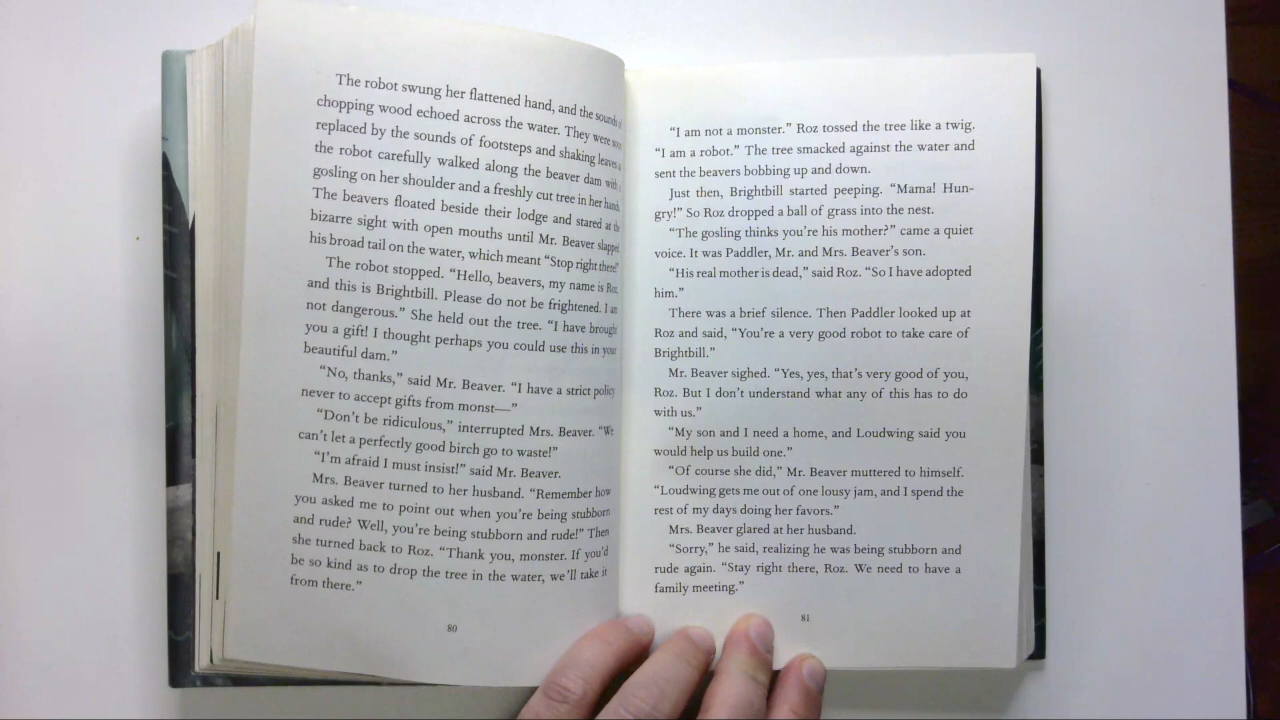 The robot swung her flattened hand, and the sounds of
chopping wood echoed across the water. They were soon
replaced by the sounds of footsteps and shaking leaves as
the robot carefully walked along the beaver dam with
gosling on her shoulder and a freshly cut tree in her hands.
The beavers floated beside their lodge and stared at the
bizarre sight with open mouths until Mr. Beaver slapped
his broad tail on the water, which meant “Stop right there!”
The robot stopped. “Hello, beavers, my name is Roz,
and this is Brightbill. Please do not be frightened. I am
not dangerous.” She held out the tree. “I have brought
you a gift! I thought perhaps you could use this in your
beautiful dam.”
“No, thanks,” said Mr. Beaver. “I have a strict policy
never to accept gifts from monst—”
“Don’t be ridiculous,” interrupted Mrs. Beaver. “We
can’t let a perfectly good birch go to waste!”
“I’m afraid I must insist!” said Mr. Beaver.
Mrs. Beaver turned to her husband. “Remember how
you asked me to point out when you’re being stubborn
and rude? Well, you’re being stubborn and rude!” Then
she turned back to Roz. “Thank you, monster. If you’d
be so kind as to drop the tree in the water, we’ll take it
from there.”
80
“I am not a monster.” Roz tossed the tree like a twig.
“I am a robot.” The tree smacked against the water and
sent the beavers bobbing up and down.
Just then, Brightbill started peeping. “Mama! Hun-
gry!” So Roz dropped a ball of grass into the nest.
“The gosling thinks you’re his mother?” came a quiet
voice. It was Paddler, Mr. and Mrs. Beaver’s son.
“His real mother is dead,” said Roz. “So I have adopted
him.”
There was a brief silence. Then Paddler looked up at
Roz and said, “You’re a very good robot to take care of
Brightbill.”
Mr. Beaver sighed. “Yes, yes, that’s very good of you,
Roz. But I don’t understand what any of this has to do
with us.”
“My son and I need a home, and Loudwing said you
would help us build one.”
“Of course she did,” Mr. Beaver muttered to himself.
“Loudwing gets me out of one lousy jam, and I spend the
rest of my days doing her favors.”
Mrs. Beaver glared at her husband.
“Sorry,” he said, realizing he was being stubborn and
rude again. “Stay right there, Roz. We need to have a
family meeting.”
81